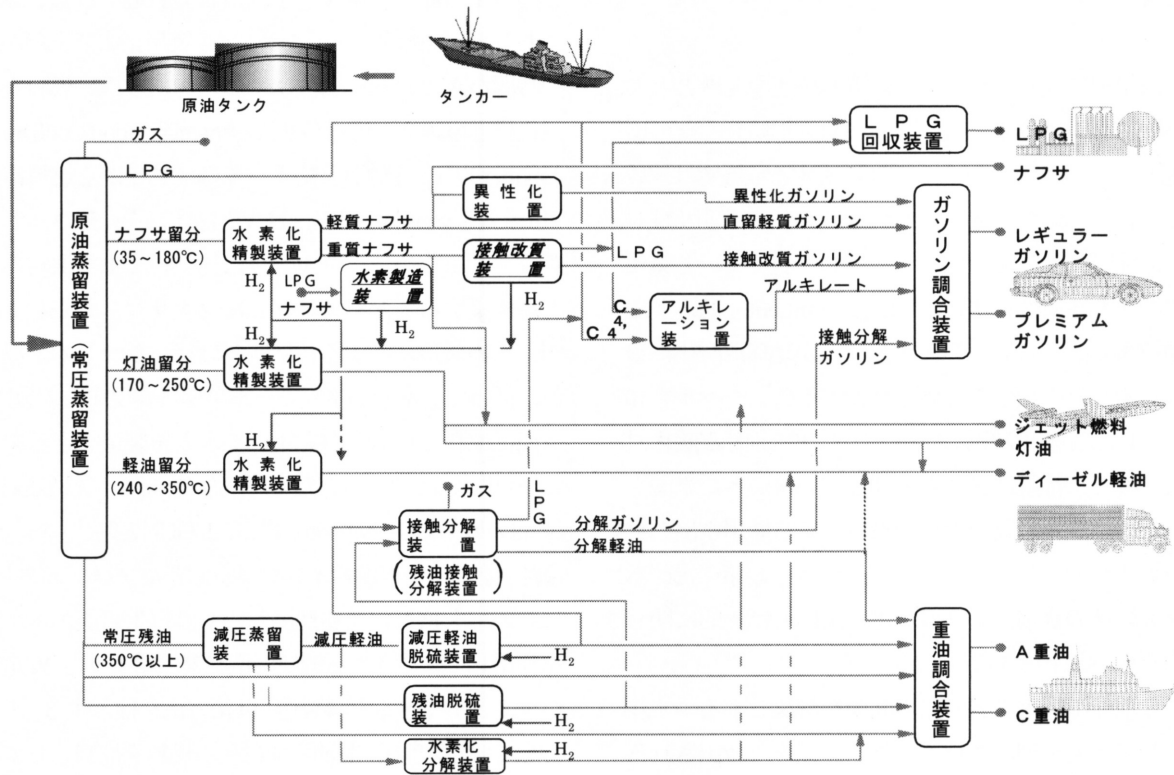 原油タンク
タンカー
ガス
LPG
LPG
回収装置
LPG
ナフサ
原油蒸留装置（常圧蒸留装置）
ナフサ留分
(35～180℃)
水素化
精製装置
軽質ナフサ
重質ナフサ
異性化
装置
異性化ガソリン
直留軽質ガソリン
接触改質
装置
LPG
接触改質ガソリン
ガソリン調合装置
レギュラー
ガソリン
プレミアム
ガソリン
H2
LPG
ナフサ
水素製造
装置
H2
H2
C4,
C4
アルキレ
ーション
装置
アルキレート
接触分解
ガソリン
H2
灯油留分
(170～250℃)
水素化
精製装置
ジェット燃料
灯油
H2
軽油留分
(240～350℃)
水素化
精製装置
ディーゼル軽油
ガス
LPG
接触分解
装置
(残油接触
分解装置)
分解ガソリン
分解軽油
常圧残油
(350℃以上)
減圧蒸留
装置
減圧軽油
減圧軽油
脱硫装置
H2
重油調合装置
A重油
C重油
残油脱硫
装置
H2
水素化
分解装置
H2